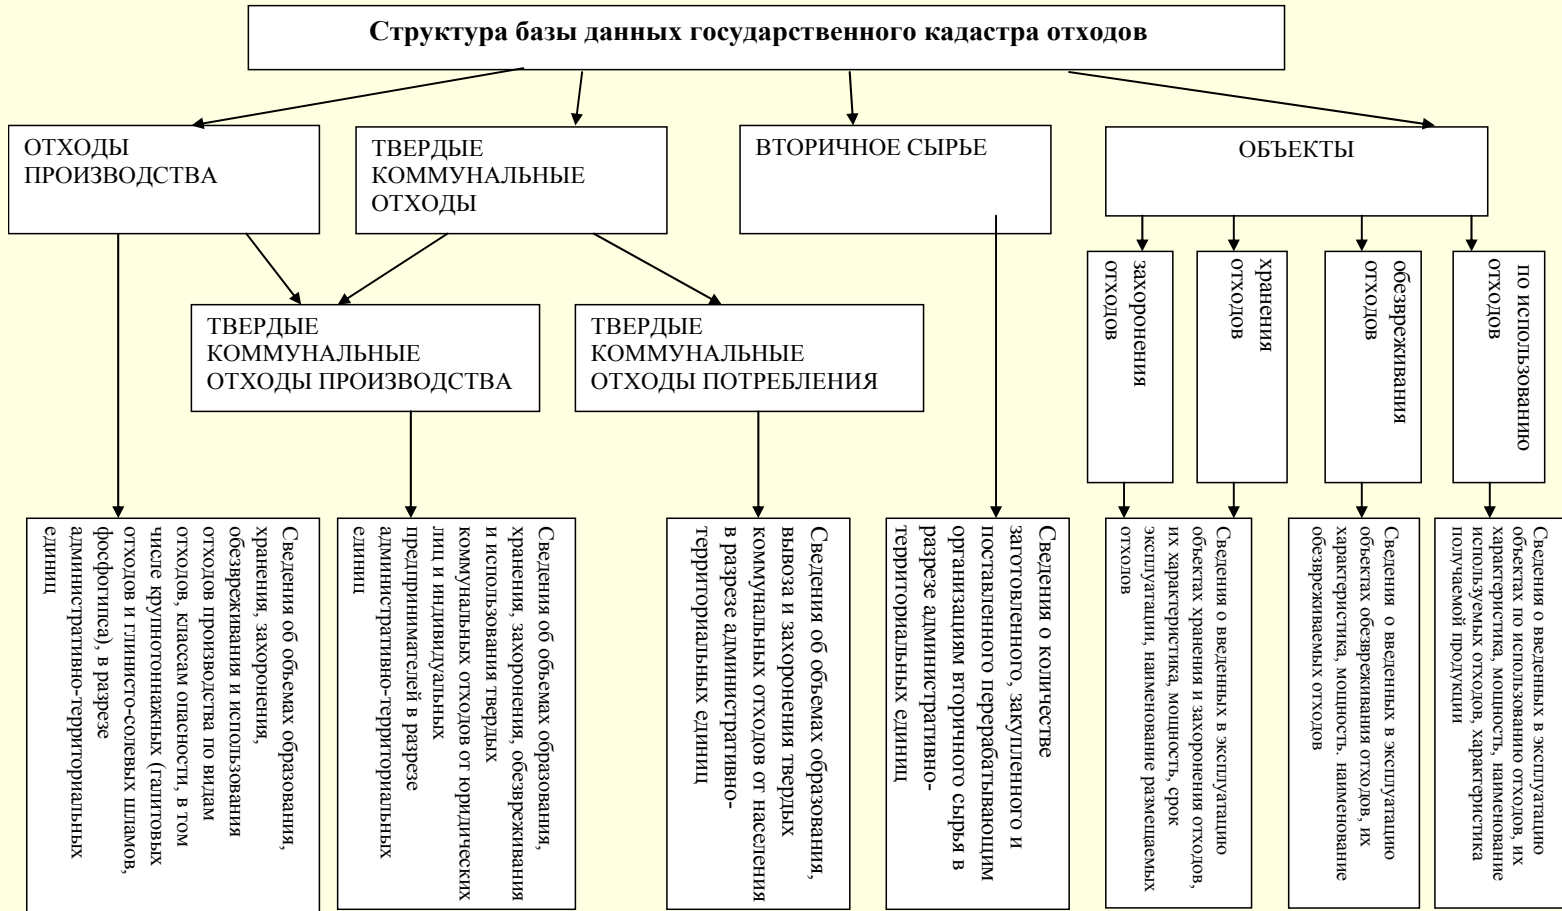 Структура базы данных государственного кадастра отходов
ОТХОДЫ
ПРОИЗВОДСТВА
ТВЕРДЫЕ
КОММУНАЛЬНЫЕ
ОТХОДЫ
ВТОРИЧНОЕ СЫРЬЕ
ОБЪЕКТЫ
захоронения
отходов
хранения
отходов
обезвреживания
отходов
по использованию
отходов
ТВЕРДЫЕ
КОММУНАЛЬНЫЕ
ОТХОДЫ ПРОИЗВОДСТВА
ТВЕРДЫЕ
КОММУНАЛЬНЫЕ
ОТХОДЫ ПОТРЕБЛЕНИЯ
Сведения об объемах образования,
хранения, захоронения,
обезвреживания и использования
отходов производства по видам
отходов, классам опасности, в том
числе крупнотоннажных (галитовых
отходов и глинисто-солевых шламов,
фосфогипса), в разрезе
административно-территориальных
единиц
Сведения об объемах образования,
хранения, захоронения, обезвреживания
и использования твердых
коммунальных отходов от юридических
лиц и индивидуальных
предпринимателей в разрезе
административно-территориальных
единиц
Сведения об объемах образования,
вывоза и захоронения твердых
коммунальных отходов от населения
в разрезе административно-
территориальных единиц
Сведения о количестве
заготовленного, закупленного и
поставленного перерабатывающим
организациям вторичного сырья в
разрезе административно-
территориальных единиц
Сведения о введенных в эксплуатацию
объектах хранения и захоронения отходов,
их характеристика, мощность, срок
эксплуатации, наименование размещаемых
отходов
Сведения о введенных в эксплуатацию
объектах обезвреживания отходов, их
характеристика, мощность. наименование
обезвреживаемых отходов
Сведения о введенных в эксплуатацию
объектах по использованию отходов, их
характеристика, мощность, наименование
используемых отходов, характеристика
получаемой продукции